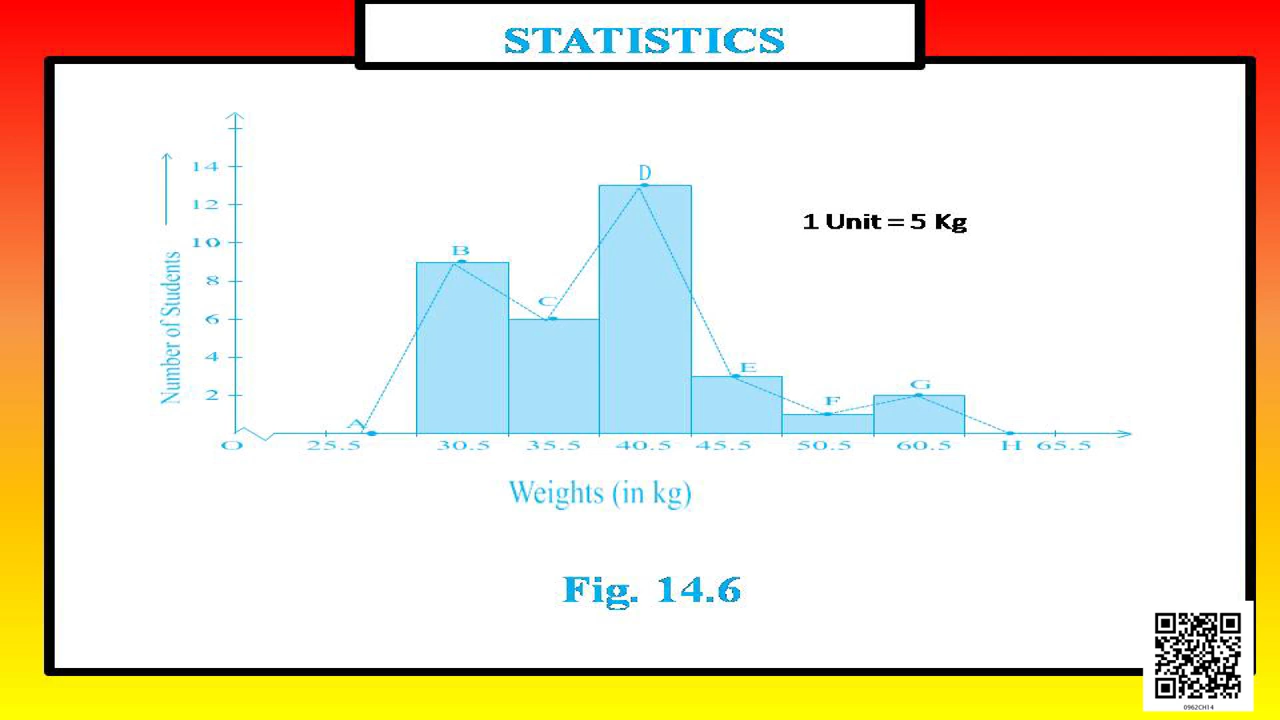 STATISTICS
14
12
10
8
6
4
2
Number of Students
D
1 Unit = 5 Kg
B
C
E
G
F
A
O 25.5 30.5 35.5 40.5 45.5 50.5 60.5 H 65.5
Weights (in kg)
Fig. 14.6
0962CH14